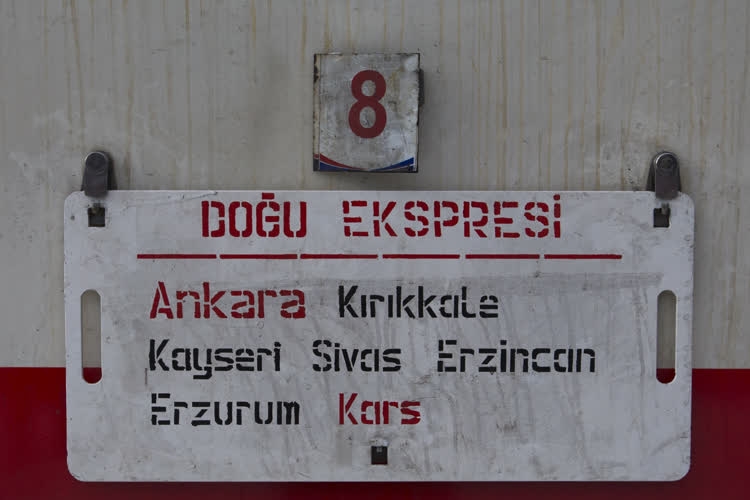 8
DOĞU EKSPRESİ
Ankara Kırıkkale
Kayseri Sivas Erzincan
Erzurum Kars